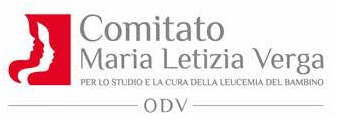 Comitato
Maria Letizia Verga
PER LO STUDIO E LA CURA DELLA LEUCEMIA DEL BAMBINO
ODV